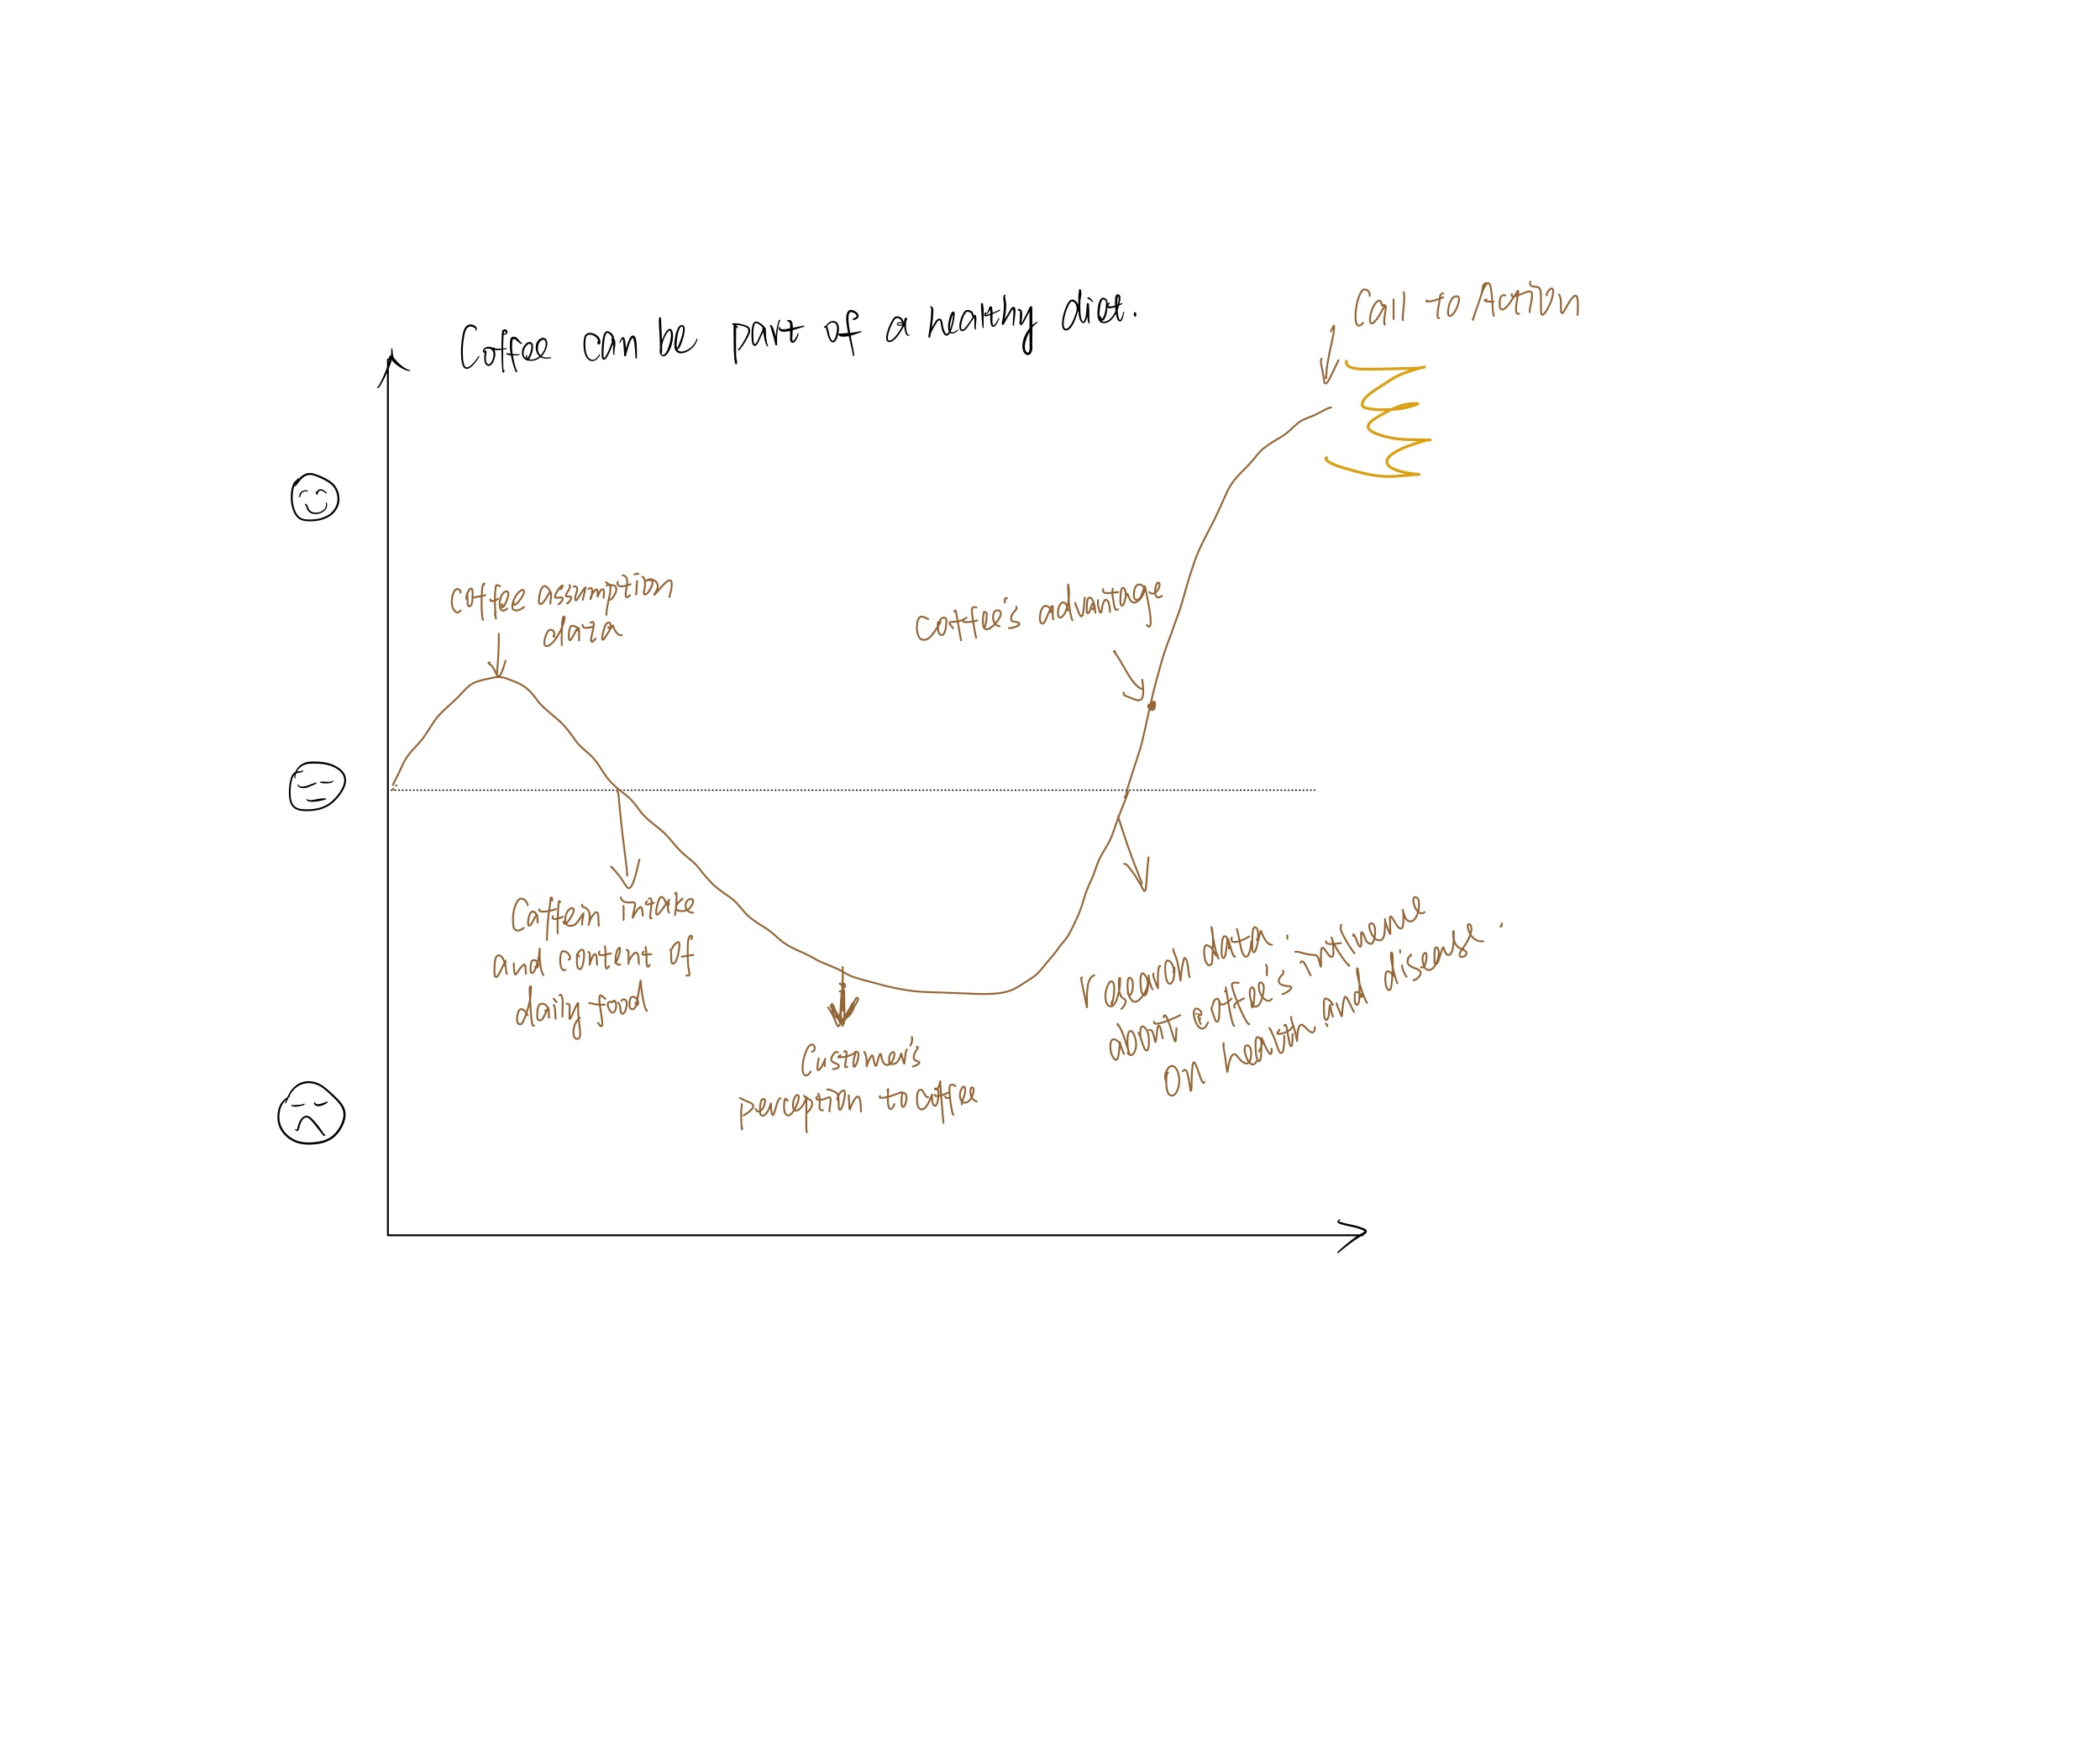 Coffee can be part of a healthy diet.
Call to Action
coffee assumption
data
Coffee's advantage
Caffein intake
and content of
daing food
Customer's
perception to coffee
research data
about coffee's influence
on health and disease.